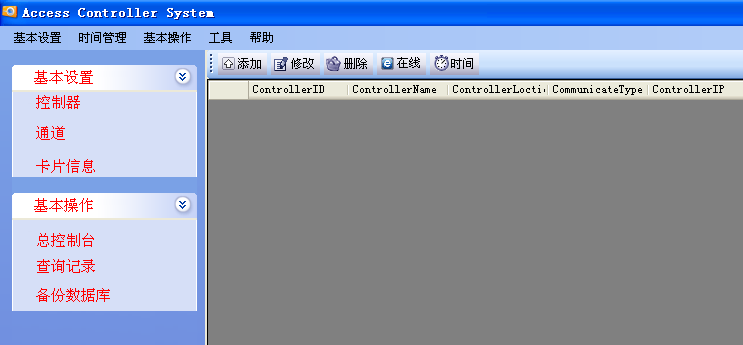 Access Controller System
基本设置 时间管理 基本操作 工具 帮助
添加 修改 删除 在线 时间
ControllerID ControllerName ControllerLocti CommunicateType ControllerIP
基本设置
控制器
通道
卡片信息
基本操作
总控制台
查询记录
备份数据库